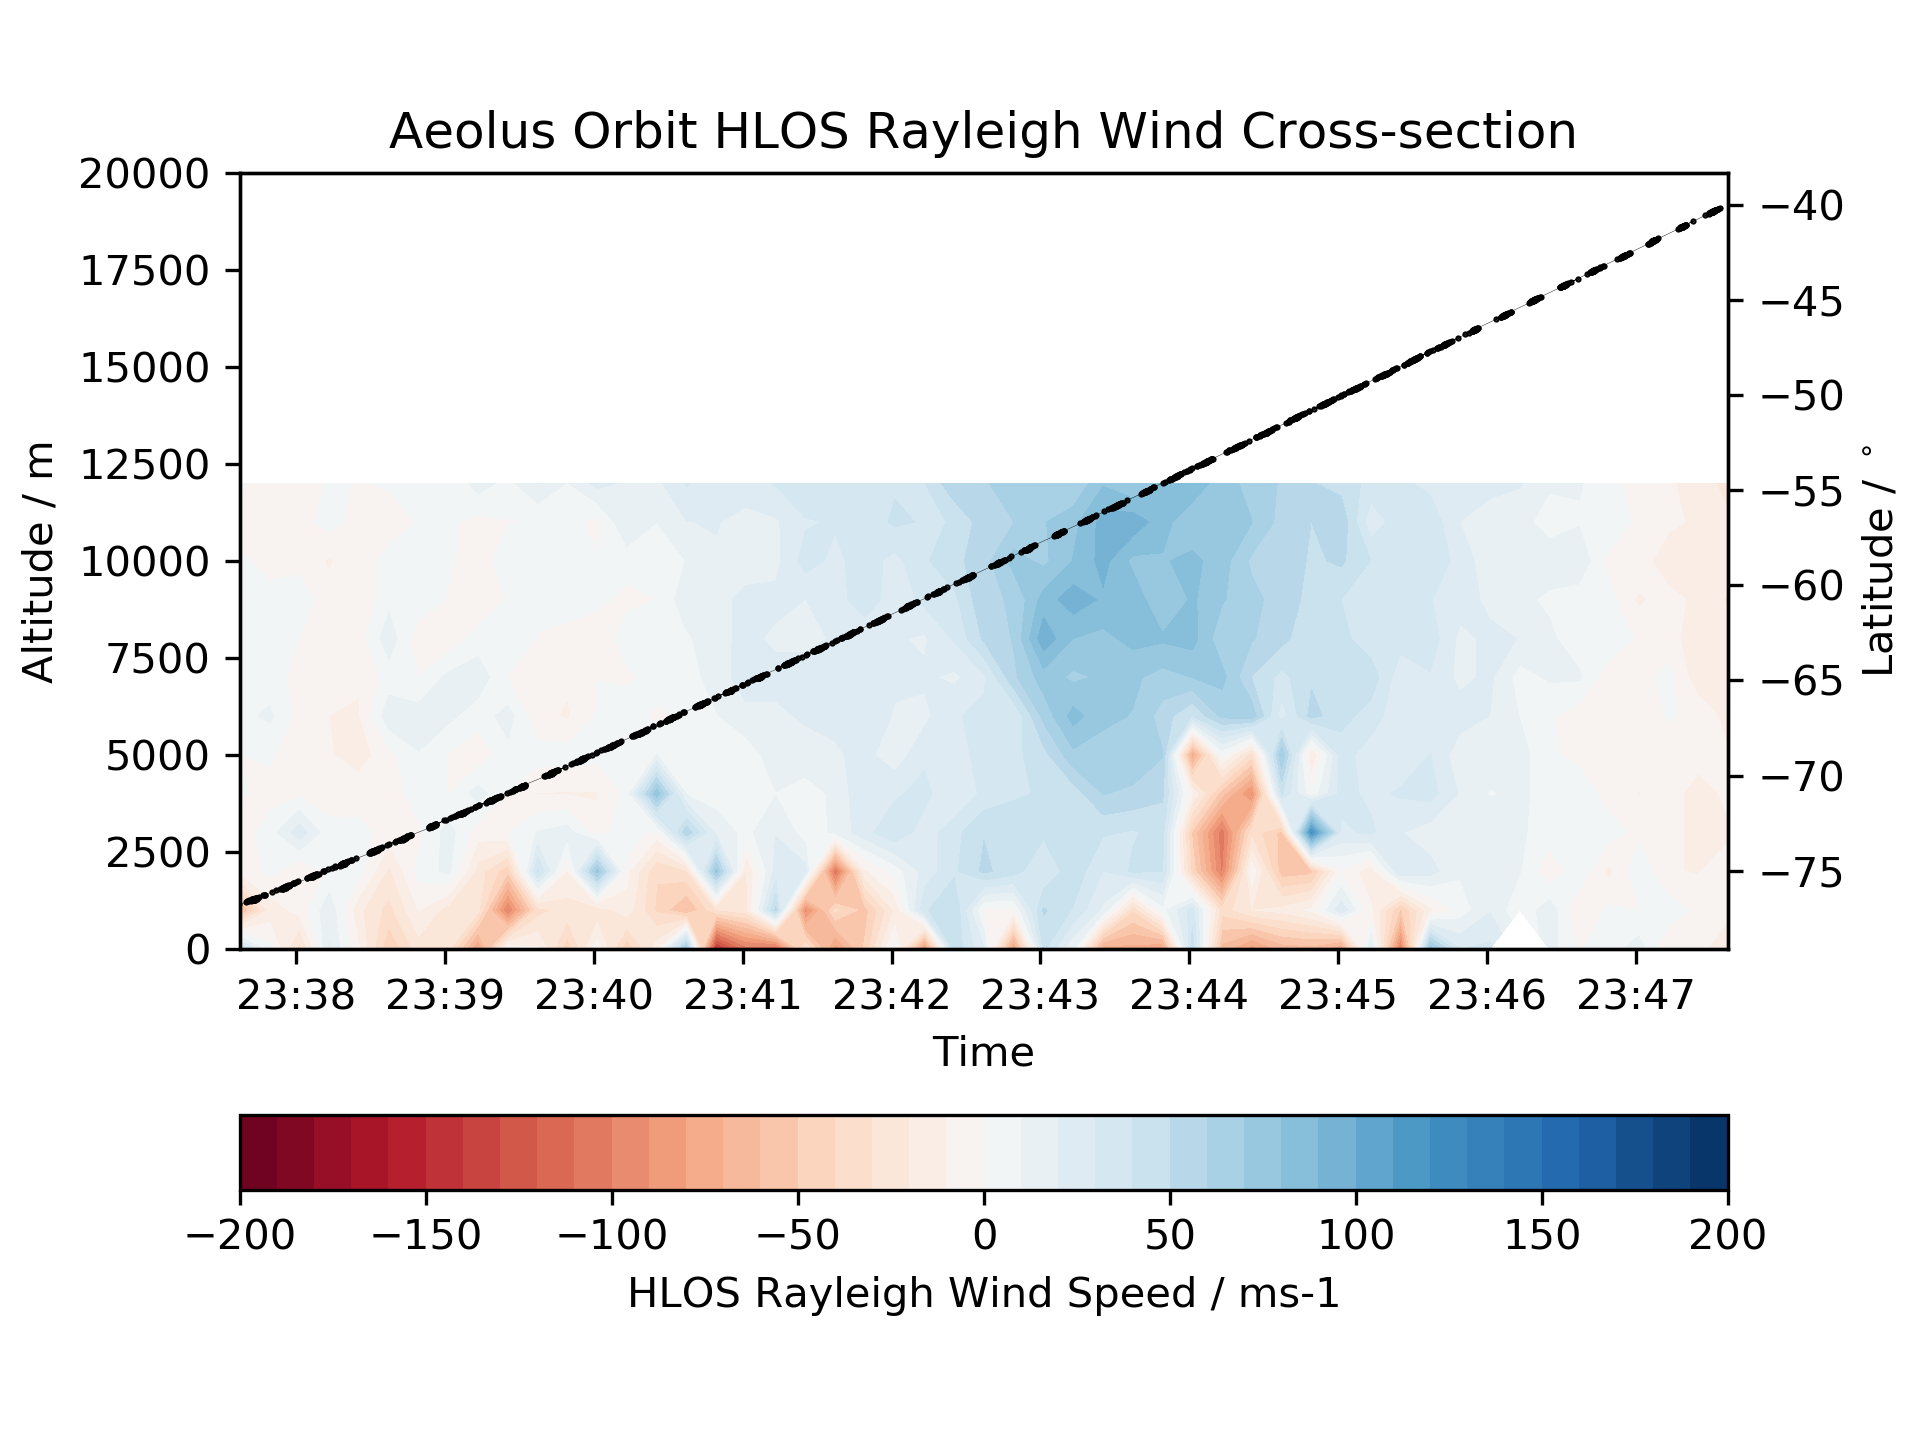 Aeolus Orbit HLOS Rayleigh Wind Cross-section
20000
17500
15000
12500
10000
7500
5000
2500
0
Altitude / m
−40
−45
−50
−55
−60
−65
−70
−75
Latitude / °
23:38 23:39 23:40 23:41 23:42 23:43 23:44 23:45 23:46 23:47
Time
−200 −150 −100 −50 0 50 100 150 200
HLOS Rayleigh Wind Speed / ms-1